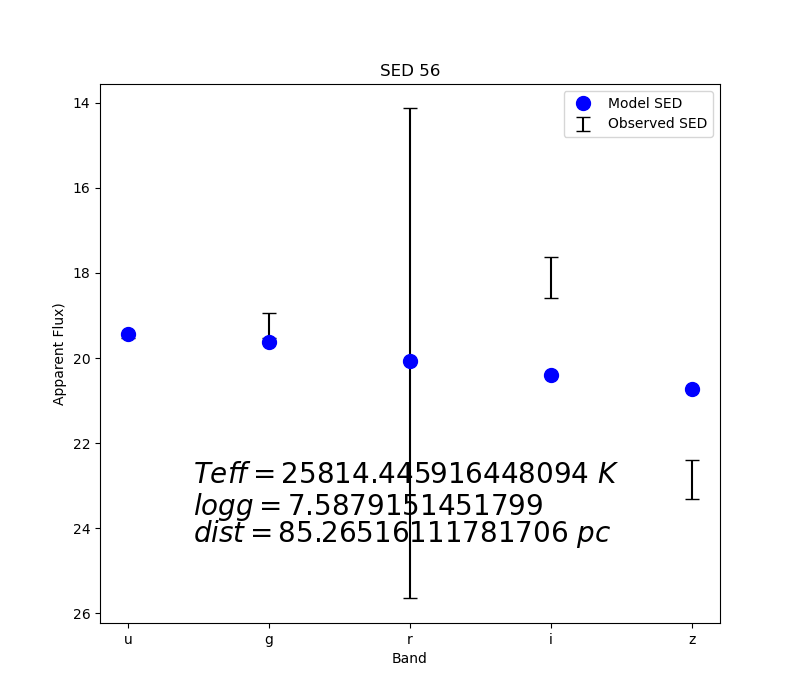 SED 56
Model SED
Observed SED
14
16
18
20
22
24
26
Apparent Flux)
Teff = 25814.445916448094 K
logg = 7.5879151451799
dist = 85.26516111781706 pc
u g r i z
Band